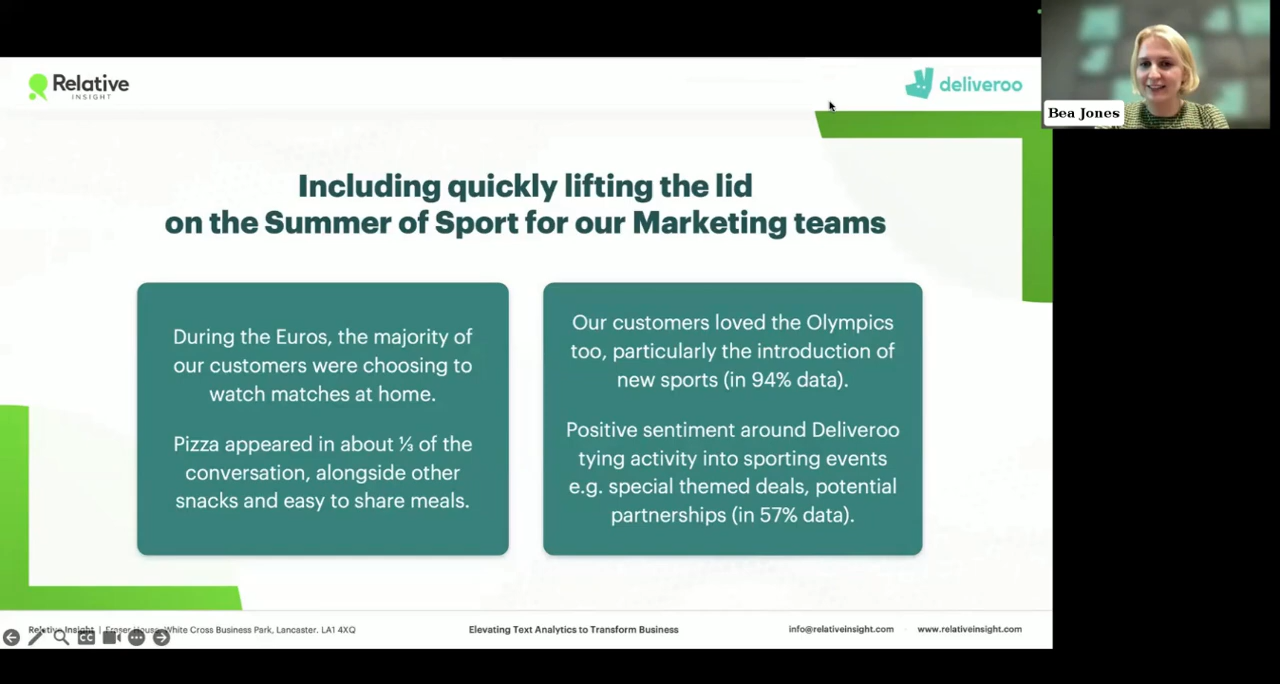 Relative
INSIGHT
deliveroo
Bea Jones
Including quickly lifting the lid
on the Summer of Sport for our Marketing teams
During the Euros, the majority of
our customers were choosing to
watch matches at home.
Pizza appeared in about ⅓ of the
conversation, alongside other
snacks and easy to share meals.
Our customers loved the Olympics
too, particularly the introduction of
new sports (in 94% data).
Positive sentiment around Deliveroo
tying activity into sporting events
e.g. special themed deals, potential
partnerships (in 57% data).
Relative Insight | Fraser House, White Cross Business Park, Lancaster. LA1 4XQ
CC
Elevating Text Analytics to Transform Business
info@relativeinsight.com
www.relativeinsight.com